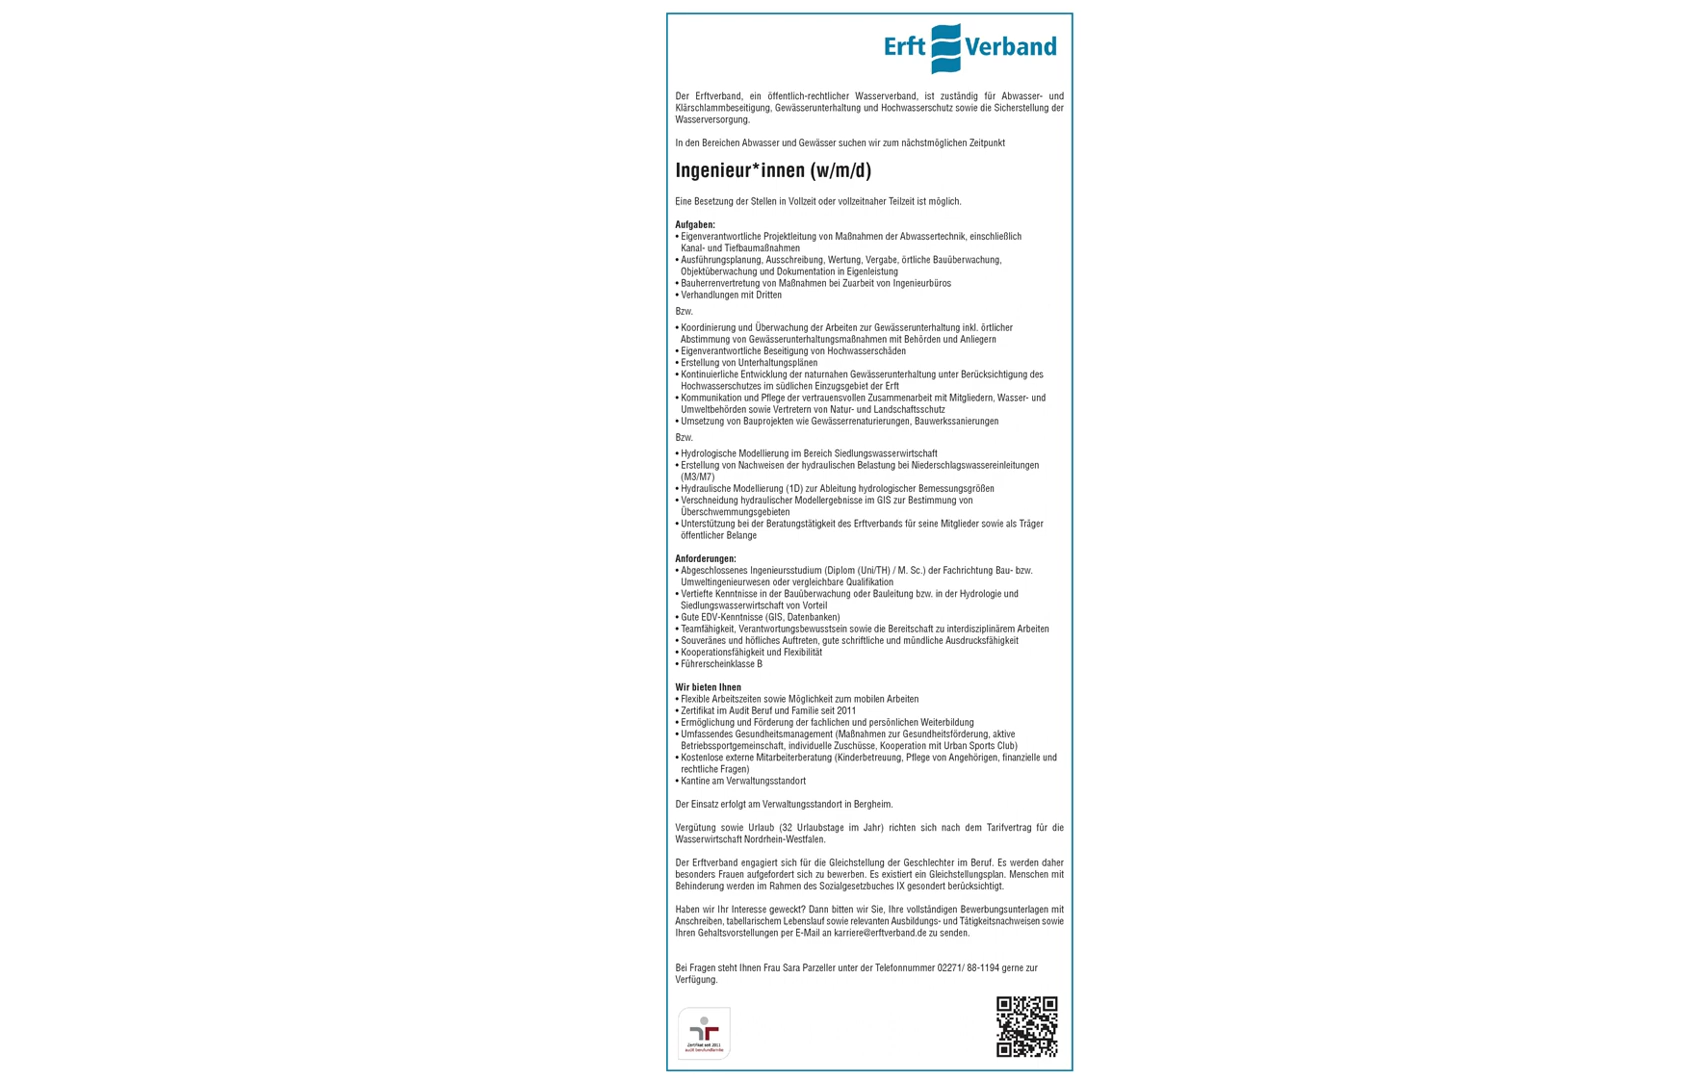 Erft Verband
Der Erftverband, ein öffentlich-rechtlicher Wasserverband, ist zuständig für Abwasser- und
Klärschlammbeseitigung, Gewässerunterhaltung und Hochwasserschutz sowie die Sicherstellung der
Wasserversorgung.
In den Bereichen Abwasser und Gewässer suchen wir zum nächstmöglichen Zeitpunkt
Ingenieur*innen (w/m/d)
Eine Besetzung der Stellen in Vollzeit oder vollzeitnaher Teilzeit ist möglich.
Aufgaben:
• Eigenverantwortliche Projektleitung von Maßnahmen der Abwassertechnik, einschließlich
Kanal- und Tiefbaumaßnahmen
• Ausführungsplanung, Ausschreibung, Wertung, Vergabe, örtliche Bauüberwachung,
Objektüberwachung und Dokumentation in Eigenleistung
• Bauherrenvertretung von Maßnahmen bei Zuarbeit von Ingenieurbüros
• Verhandlungen mit Dritten
Bzw.
• Koordinierung und Überwachung der Arbeiten zur Gewässerunterhaltung inkl. örtlicher
Abstimmung von Gewässerunterhaltungsmaßnahmen mit Behörden und Anliegern
• Eigenverantwortliche Beseitigung von Hochwasserschäden
• Erstellung von Unterhaltungsplänen
• Kontinuierliche Entwicklung der naturnahen Gewässerunterhaltung unter Berücksichtigung des
Hochwasserschutzes im südlichen Einzugsgebiet der Erft
• Kommunikation und Pflege der vertrauensvollen Zusammenarbeit mit Mitgliedern, Wasser- und
Umweltbehörden sowie Vertretern von Natur- und Landschaftsschutz
• Umsetzung von Bauprojekten wie Gewässerrenaturierungen, Bauwerkssanierungen
Bzw.
• Hydrologische Modellierung im Bereich Siedlungswasserwirtschaft
• Erstellung von Nachweisen der hydraulischen Belastung bei Niederschlagswassereinleitungen
(M3/M7)
• Hydraulische Modellierung (1D) zur Ableitung hydrologischer Bemessungsgrößen
• Verschneidung hydraulischer Modellergebnisse im GIS zur Bestimmung von
Überschwemmungsgebieten
• Unterstützung bei der Beratungstätigkeit des Erftverbands für seine Mitglieder sowie als Träger
öffentlicher Belange
Anforderungen:
• Abgeschlossenes Ingenieursstudium (Diplom (Uni/TH) / M. Sc.) der Fachrichtung Bau- bzw.
Umweltingenieurwesen oder vergleichbare Qualifikation
• Vertiefte Kenntnisse in der Bauüberwachung oder Bauleitung bzw. in der Hydrologie und
Siedlungswasserwirtschaft von Vorteil
• Gute EDV-Kenntnisse (GIS, Datenbanken)
• Teamfähigkeit, Verantwortungsbewusstsein sowie die Bereitschaft zu interdisziplinärem Arbeiten
• Souveränes und höfliches Auftreten, gute schriftliche und mündliche Ausdrucksfähigkeit
• Kooperationsfähigkeit und Flexibilität
• Führerscheinklasse B
Wir bieten Ihnen
• Flexible Arbeitszeiten sowie Möglichkeit zum mobilen Arbeiten
• Zertifikat im Audit Beruf und Familie seit 2011
• Ermöglichung und Förderung der fachlichen und persönlichen Weiterbildung
• Umfassendes Gesundheitsmanagement (Maßnahmen zur Gesundheitsförderung, aktive
Betriebssportgemeinschaft, individuelle Zuschüsse, Kooperation mit Urban Sports Club)
• Kostenlose externe Mitarbeiterberatung (Kinderbetreuung, Pflege von Angehörigen, finanzielle und
rechtliche Fragen)
• Kantine am Verwaltungsstandort
Der Einsatz erfolgt am Verwaltungsstandort in Bergheim.
Vergütung sowie Urlaub (32 Urlaubstage im Jahr) richten sich nach dem Tarifvertrag für die
Wasserwirtschaft Nordrhein-Westfalen.
Der Erftverband engagiert sich für die Gleichstellung der Geschlechter im Beruf. Es werden daher
besonders Frauen aufgefordert sich zu bewerben. Es existiert ein Gleichstellungsplan. Menschen mit
Behinderung werden im Rahmen des Sozialgesetzbuches IX gesondert berücksichtigt.
Haben wir Ihr Interesse geweckt? Dann bitten wir Sie, Ihre vollständigen Bewerbungsunterlagen mit
Anschreiben, tabellarischem Lebenslauf sowie relevanten Ausbildungs- und Tätigkeitsnachweisen sowie
Ihren Gehaltsvorstellungen per E-Mail an karriere@erftverband.de zu senden.
Bei Fragen steht Ihnen Frau Sara Parzeller unter der Telefonnummer 02271/ 88-1194 gerne zur
Verfügung.
Zertifikat seit 2011
audit berufundfamilie